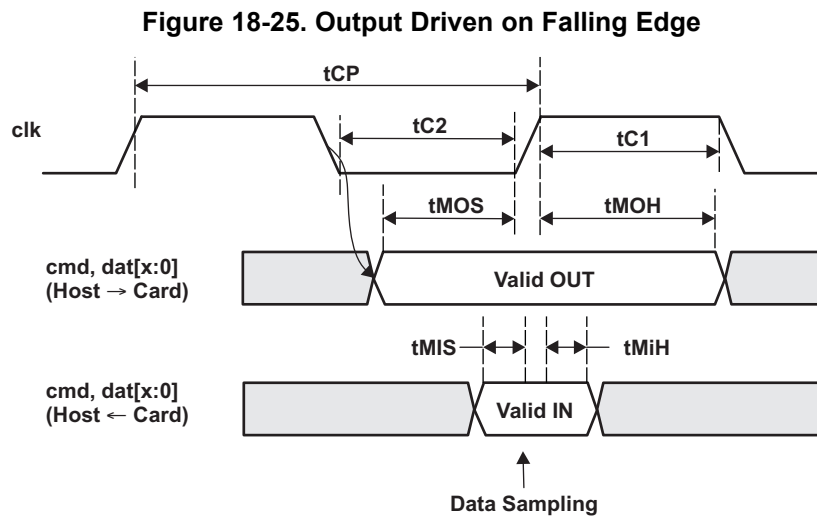 Figure 18-25. Output Driven on Falling Edge
tCP
clk
tC2
tC1
tMOS
tMOH
cmd, dat[x:0]
(Host → Card)
Valid OUT
tMIS
tMiH
cmd, dat[x:0]
(Host ← Card)
Valid IN
Data Sampling